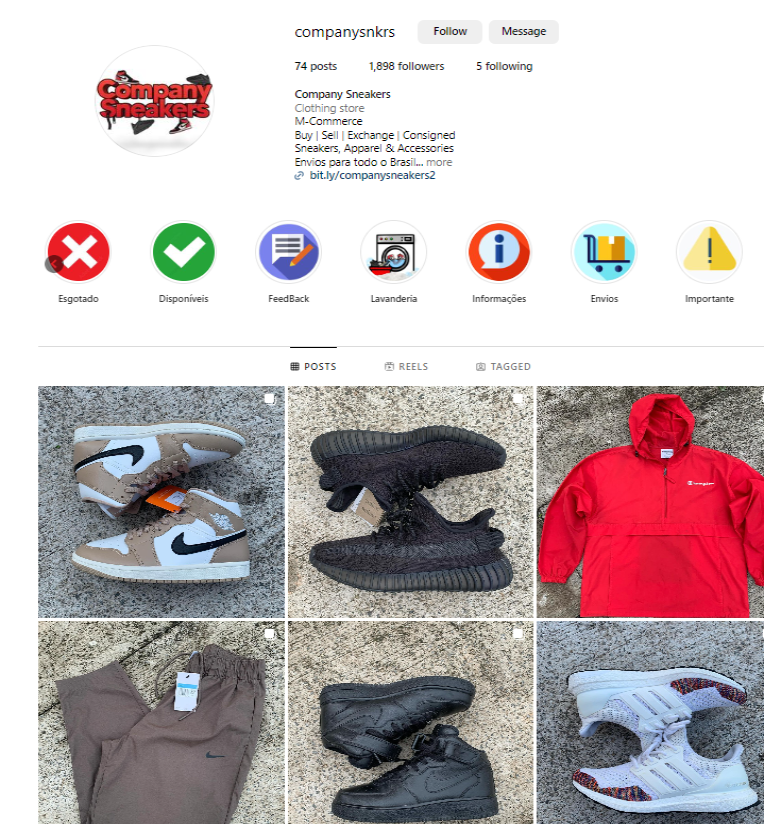 companysnkrs Follow Message
74 posts 1,898 followers 5 following
Company Sneakers
Company Sneakers
Clothing store
M-Commerce
Buy | Sell | Exchange | Consigned
Sneakers, Apparel & Accessories
Envios para todo o Brasil... more
bit.ly/companysneakers2
Esgotado Disponíveis FeedBack Lavanderia Informações Envios Importante
POSTS REELS TAGGED
Champion